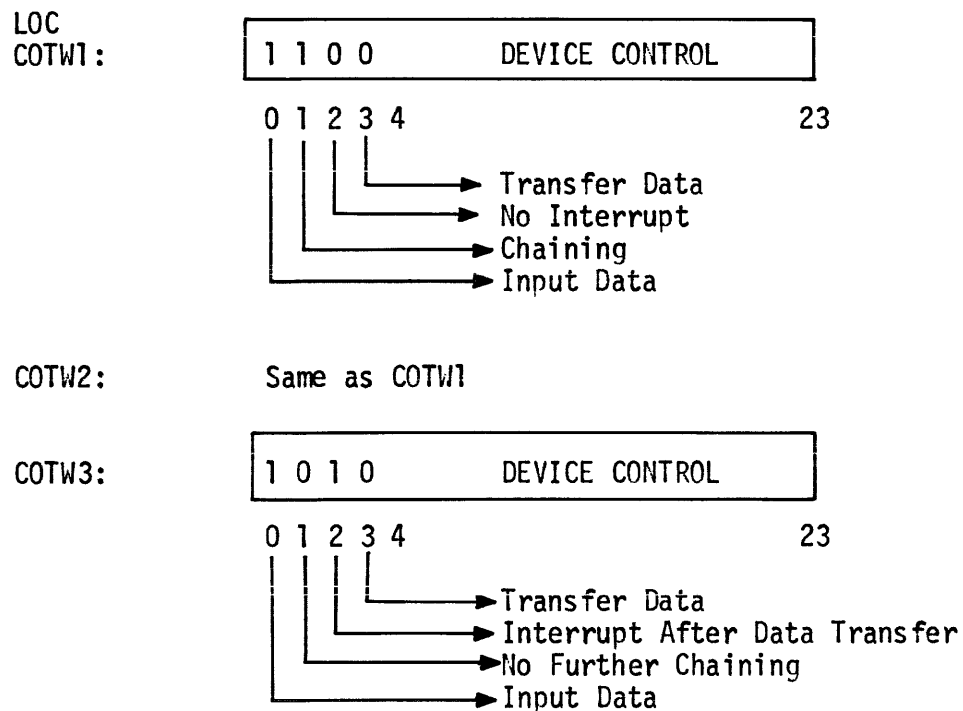 LOC
COTW1:
1 1 0 0 DEVICE CONTROL
0 1 2 3 4 23
Transfer Data
No Interrupt
Chaining
Input Data
COTW2: Same as COTW1
COTW3:
1 0 1 0 DEVICE CONTROL
0 1 2 3 4 23
Transfer Data
Interrupt After Data Transfer
No Further Chaining
Input Data